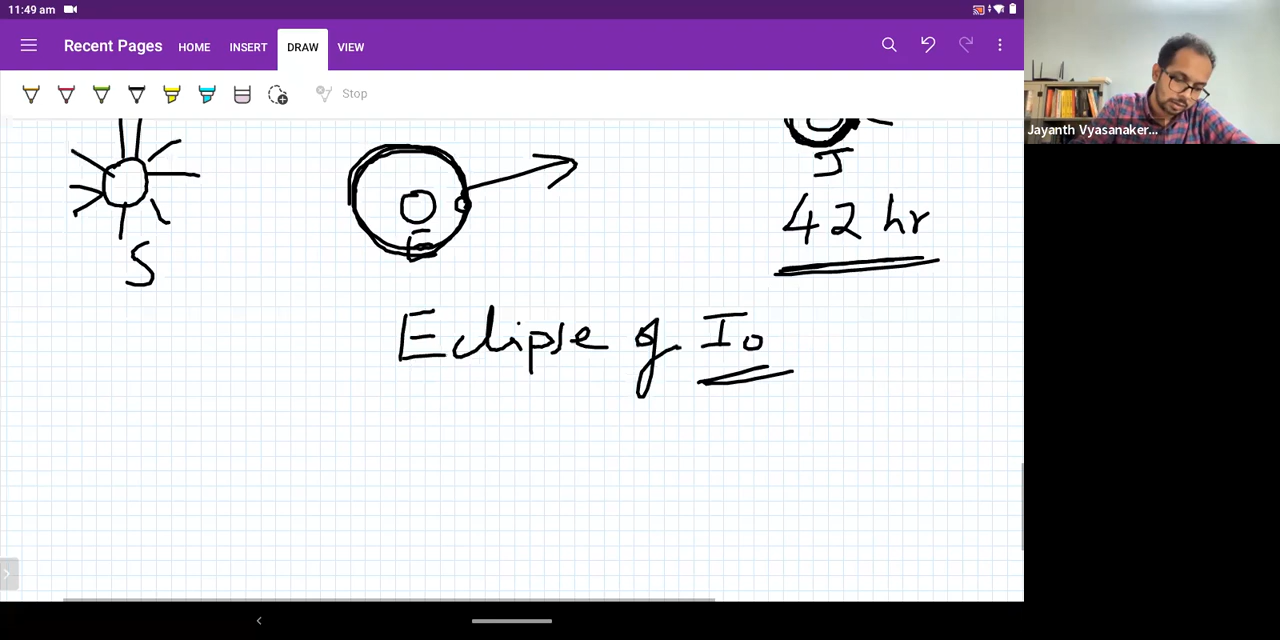 11:49 am
Recent Pages HOME INSERT DRAW VIEW
Stop
Jayanth Vyasanaker...
J
42 hr
E
S
Eclipse of Io